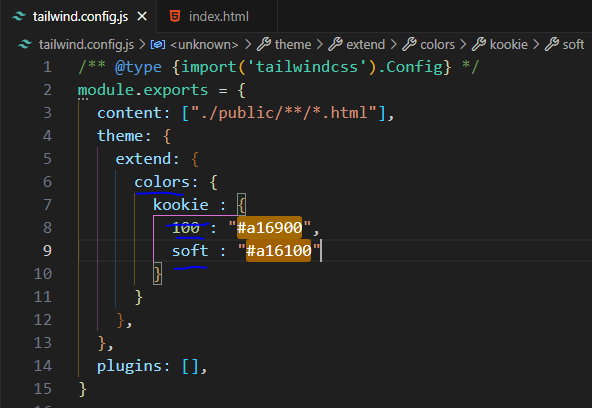 tailwind.config.js X index.html
tailwind.config.js > <unknown> > theme > extend > colors > kookie > soft
1 /** @type {import('tailwindcss').Config} */
2 module.exports = {
3 content: ["./public/**/*.html"],
4 theme: {
5 extend: {
6 colors: {
7 kookie : {
8 100 : "#a16900",
9 soft : "#a16100"
10 }
11 }
12 },
13 },
14 plugins: [],
15 }